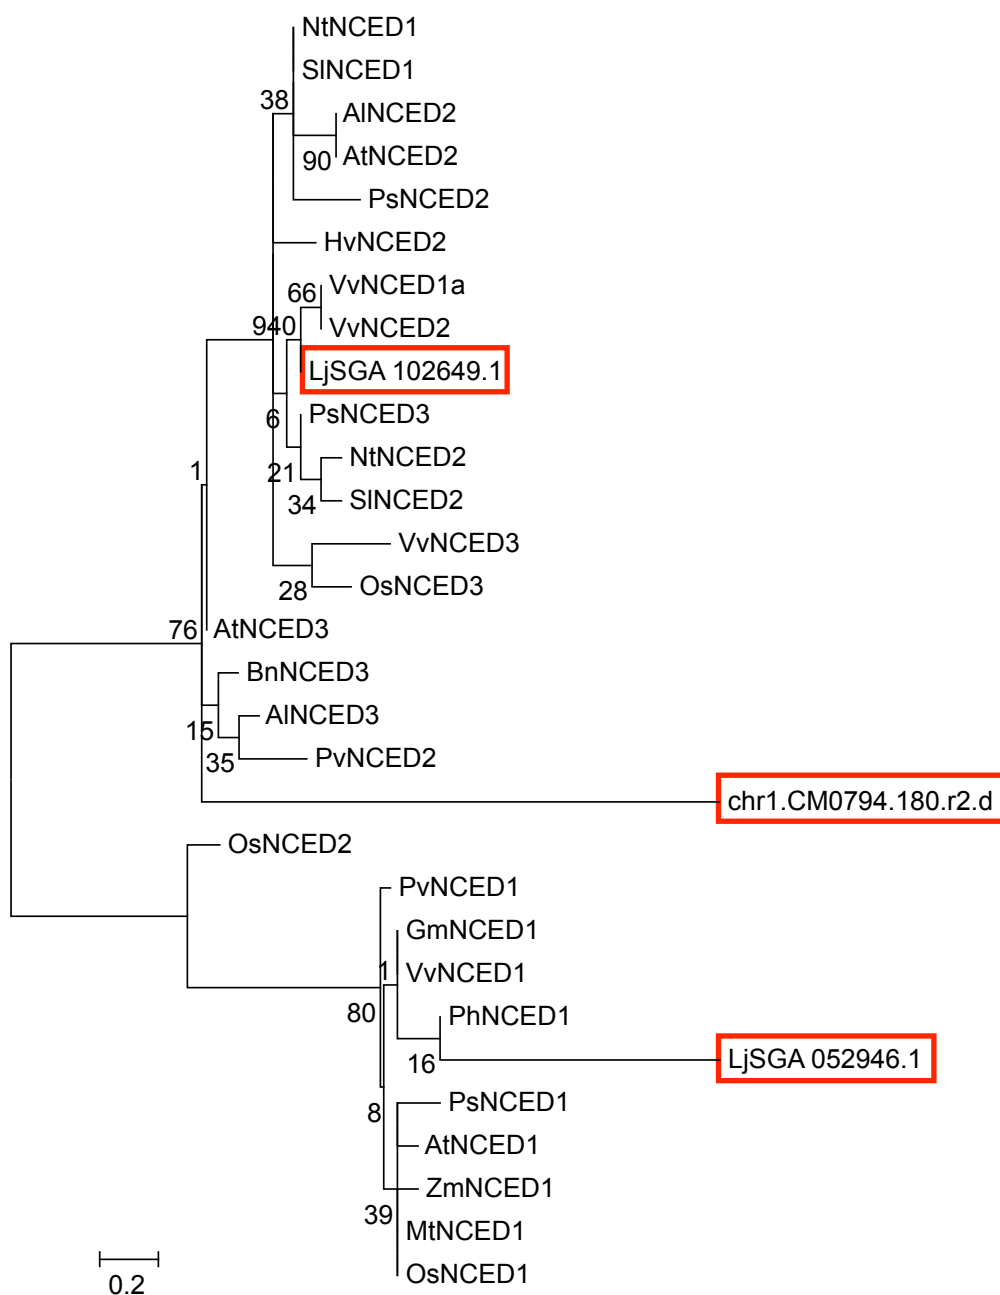 NtNCED1
SlNCED1
38
AlNCED2
90
AtNCED2
PsNCED2
HvNCED2
VvNCED1a
66
940
VvNCED2
LjSGA 102649.1
6
PsNCED3
NtNCED2
1
21
34
SlNCED2
VvNCED3
28
OsNCED3
76
AtNCED3
BnNCED3
AlNCED3
15
35
PvNCED2
chr1.CM0794.180.r2.d
OsNCED2
PvNCED1
GmNCED1
1
VvNCED1
80
PhNCED1
16
LjSGA 052946.1
PsNCED1
8
AtNCED1
ZmNCED1
39
MtNCED1
OsNCED1
0.2